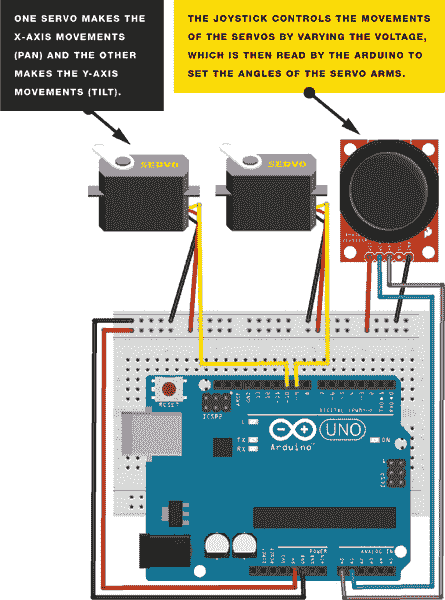 ONE SERVO MAKES THE
X-AXIS MOVEMENTS
(PAN) AND THE OTHER
MAKES THE Y-AXIS
MOVEMENTS (TILT).
THE JOYSTICK CONTROLS THE MOVEMENTS
OF THE SERVOS BY VARYING THE VOLTAGE,
WHICH IS THEN READ BY THE ARDUINO TO
SET THE ANGLES OF THE SERVO ARMS.
SERVO
SERVO
RESET
ICSP2
L
TX
RX
UNO
Arduino
ON
ICSP
POWER
ANALOG IN